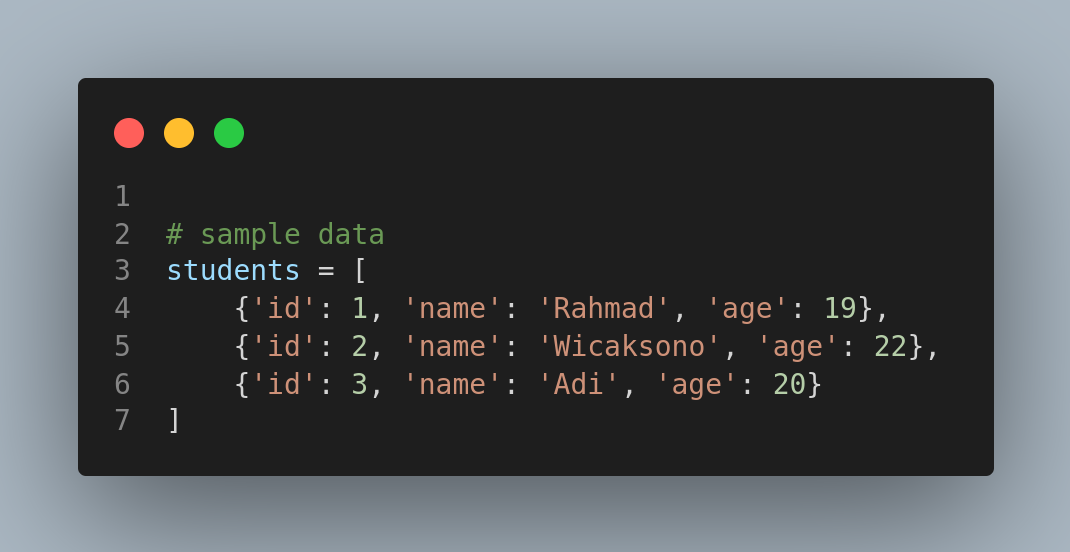 1
2 # sample data
3 students = [
4     {'id': 1, 'name': 'Rahmad', 'age': 19},
5     {'id': 2, 'name': 'Wicaksono', 'age': 22},
6     {'id': 3, 'name': 'Adi', 'age': 20}
7 ]